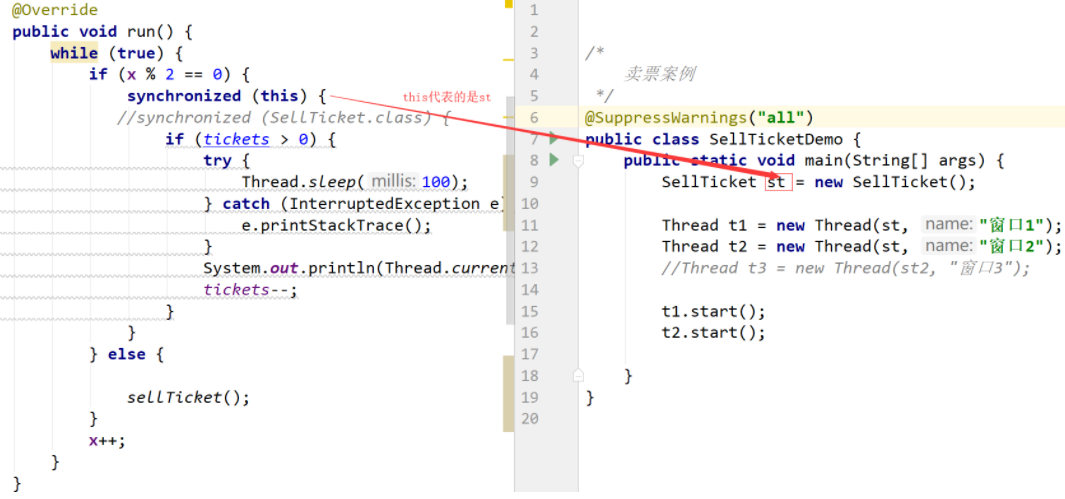 @Override
public void run() {
while (true) {
if (x % 2 == 0) {
synchronized (this) {
//synchronized (SellTicket.class) {
if (tickets > 0) {
try {
Thread.sleep( millis: 100);
} catch (InterruptedException e)
e.printStackTrace();
}
System.out.println(Thread.current
tickets--;
}
}
} else {
sellTicket();
}
x++;
}
}
this代表的是st
1
2
3 /*
4 卖票案例
5 */
6 @SuppressWarnings("all")
7 public class SellTicketDemo {
8 public static void main(String[] args) {
9 SellTicket st = new SellTicket();
10
11 Thread t1 = new Thread(st, name: "窗口1");
12 Thread t2 = new Thread(st, name: "窗口2");
13 //Thread t3 = new Thread(st2, "窗口3");
14
15 t1.start();
16 t2.start();
17
18 }
19 }
20